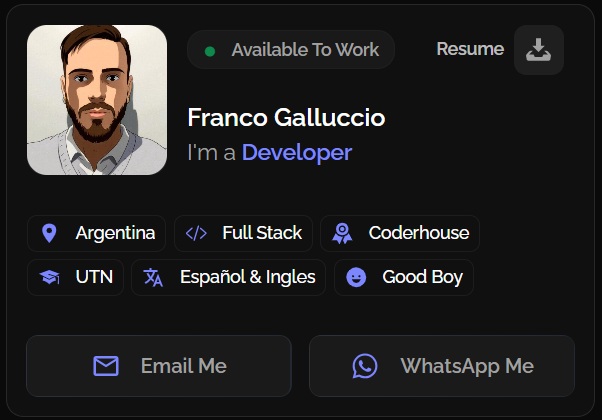 Available To Work
Resume
Franco Galluccio
I'm a Developer
Argentina
Full Stack
Coderhouse
UTN
Español & Ingles
Good Boy
Email Me
WhatsApp Me